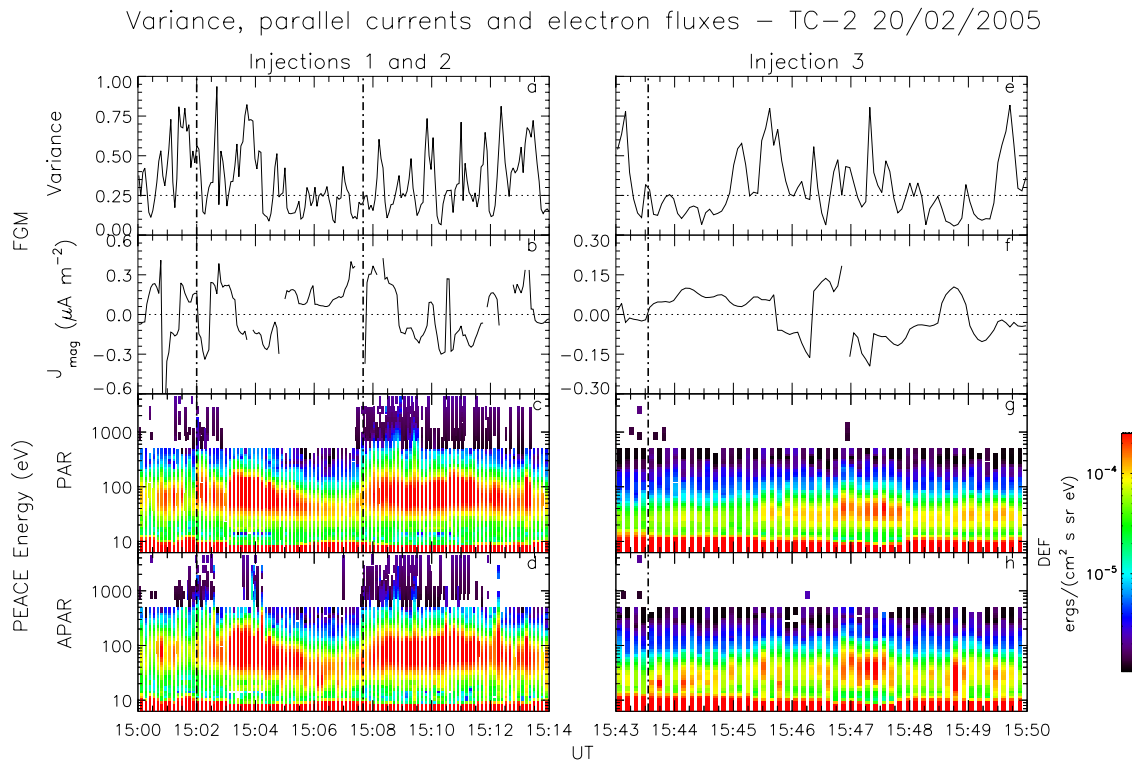 Variance, parallel currents and electron fluxes – TC–2 20/02/2005
Injections 1 and 2
Injection 3
FGM
Variance
1.00
0.75
0.50
0.25
0.00
a
e
J mag (μA m⁻²)
0.6
0.3
0.0
−0.3
−0.6
b
0.30
0.15
0.00
−0.15
−0.30
f
PEACE Energy (eV)
PAR
1000
100
10
c
g
APAR
1000
100
10
d
h
15:00 15:02 15:04 15:06 15:08 15:10 15:12 15:14
15:43 15:44 15:45 15:46 15:47 15:48 15:49 15:50
UT
10⁻⁴
10⁻⁵
DEF
ergs/(cm² s sr eV)